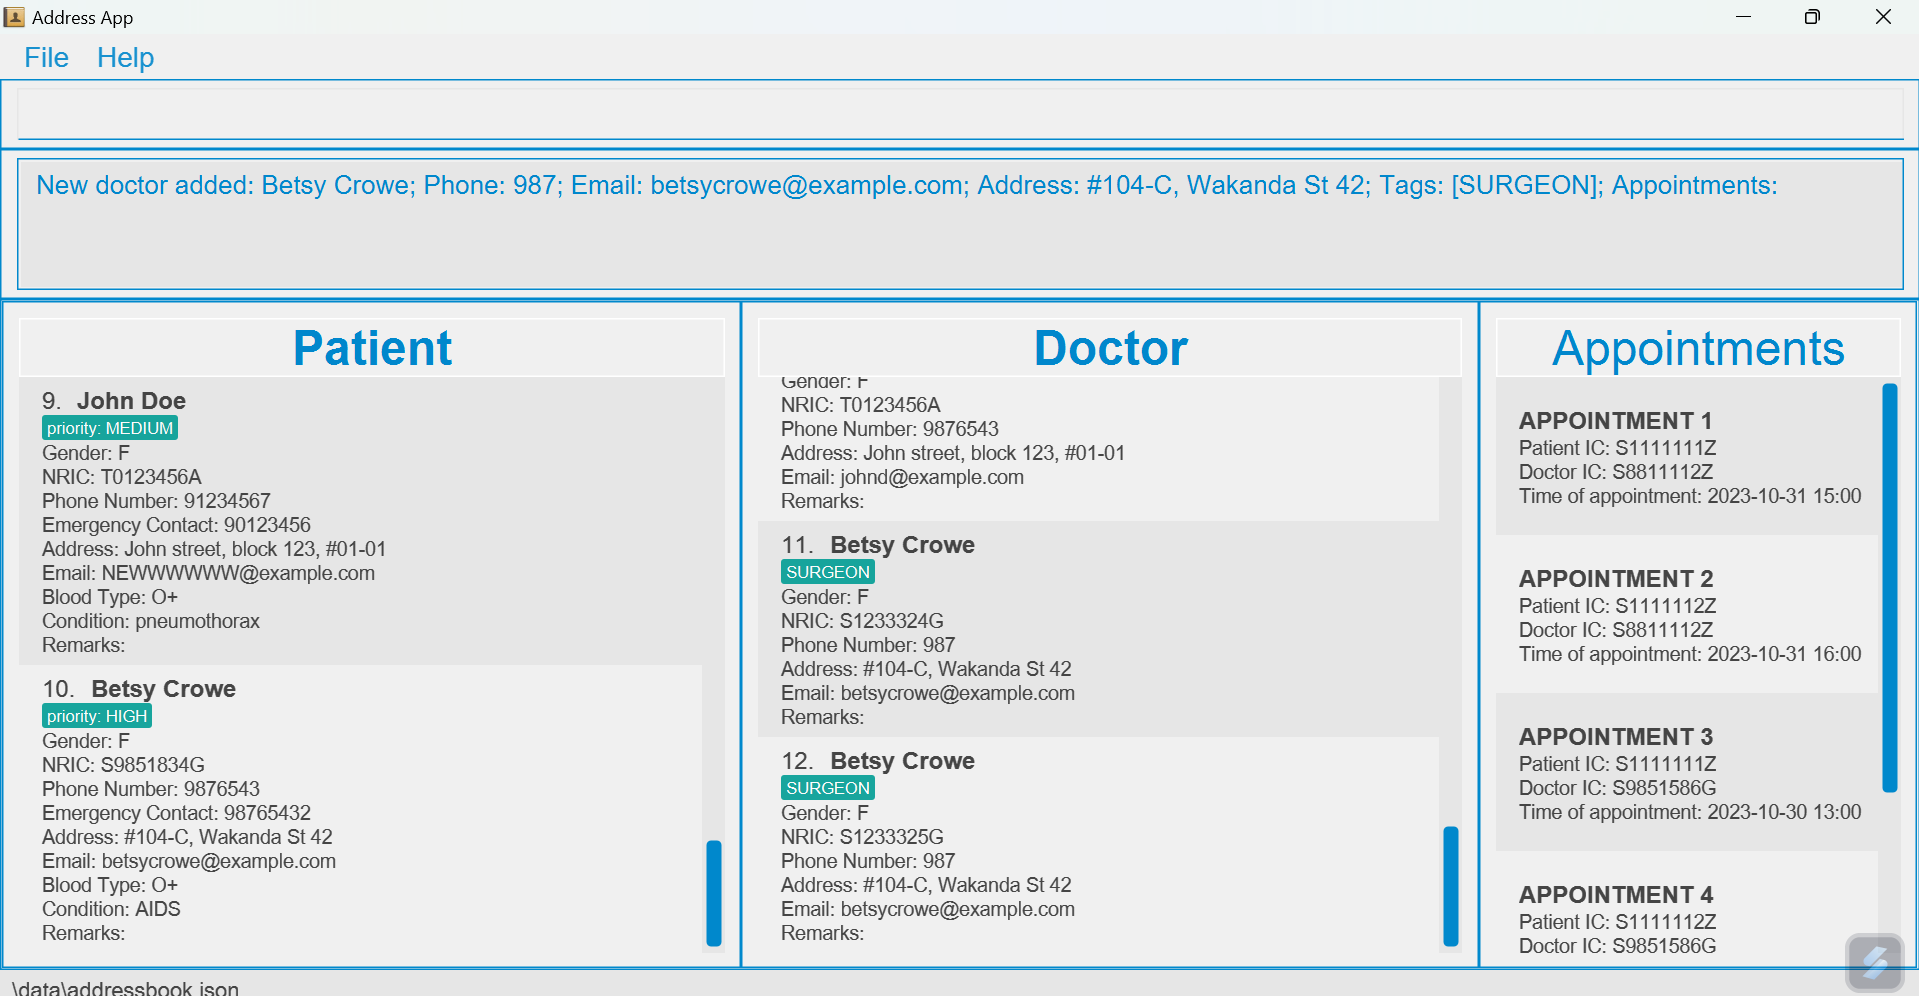 Address App
File Help
New doctor added: Betsy Crowe; Phone: 987; Email: betsycrowe@example.com; Address: #104-C, Wakanda St 42; Tags: [SURGEON]; Appointments:
Patient
9. John Doe
priority: MEDIUM
Gender: F
NRIC: T0123456A
Phone Number: 91234567
Emergency Contact: 90123456
Address: John street, block 123, #01-01
Email: NEWWWWWW@example.com
Blood Type: O+
Condition: pneumothorax
Remarks:
10. Betsy Crowe
priority: HIGH
Gender: F
NRIC: S9851834G
Phone Number: 9876543
Emergency Contact: 98765432
Address: #104-C, Wakanda St 42
Email: betsycrowe@example.com
Blood Type: O+
Condition: AIDS
Remarks:
Doctor
Gender: F
NRIC: T0123456A
Phone Number: 9876543
Address: John street, block 123, #01-01
Email: johnd@example.com
Remarks:
11. Betsy Crowe
SURGEON
Gender: F
NRIC: S1233324G
Phone Number: 987
Address: #104-C, Wakanda St 42
Email: betsycrowe@example.com
Remarks:
12. Betsy Crowe
SURGEON
Gender: F
NRIC: S1233325G
Phone Number: 987
Address: #104-C, Wakanda St 42
Email: betsycrowe@example.com
Remarks:
Appointments
APPOINTMENT 1
Patient IC: S1111111Z
Doctor IC: S8811112Z
Time of appointment: 2023-10-31 15:00
APPOINTMENT 2
Patient IC: S1111112Z
Doctor IC: S8811112Z
Time of appointment: 2023-10-31 16:00
APPOINTMENT 3
Patient IC: S1111111Z
Doctor IC: S9851586G
Time of appointment: 2023-10-30 13:00
APPOINTMENT 4
Patient IC: S1111112Z
Doctor IC: S9851586G
\data\addressbook.json